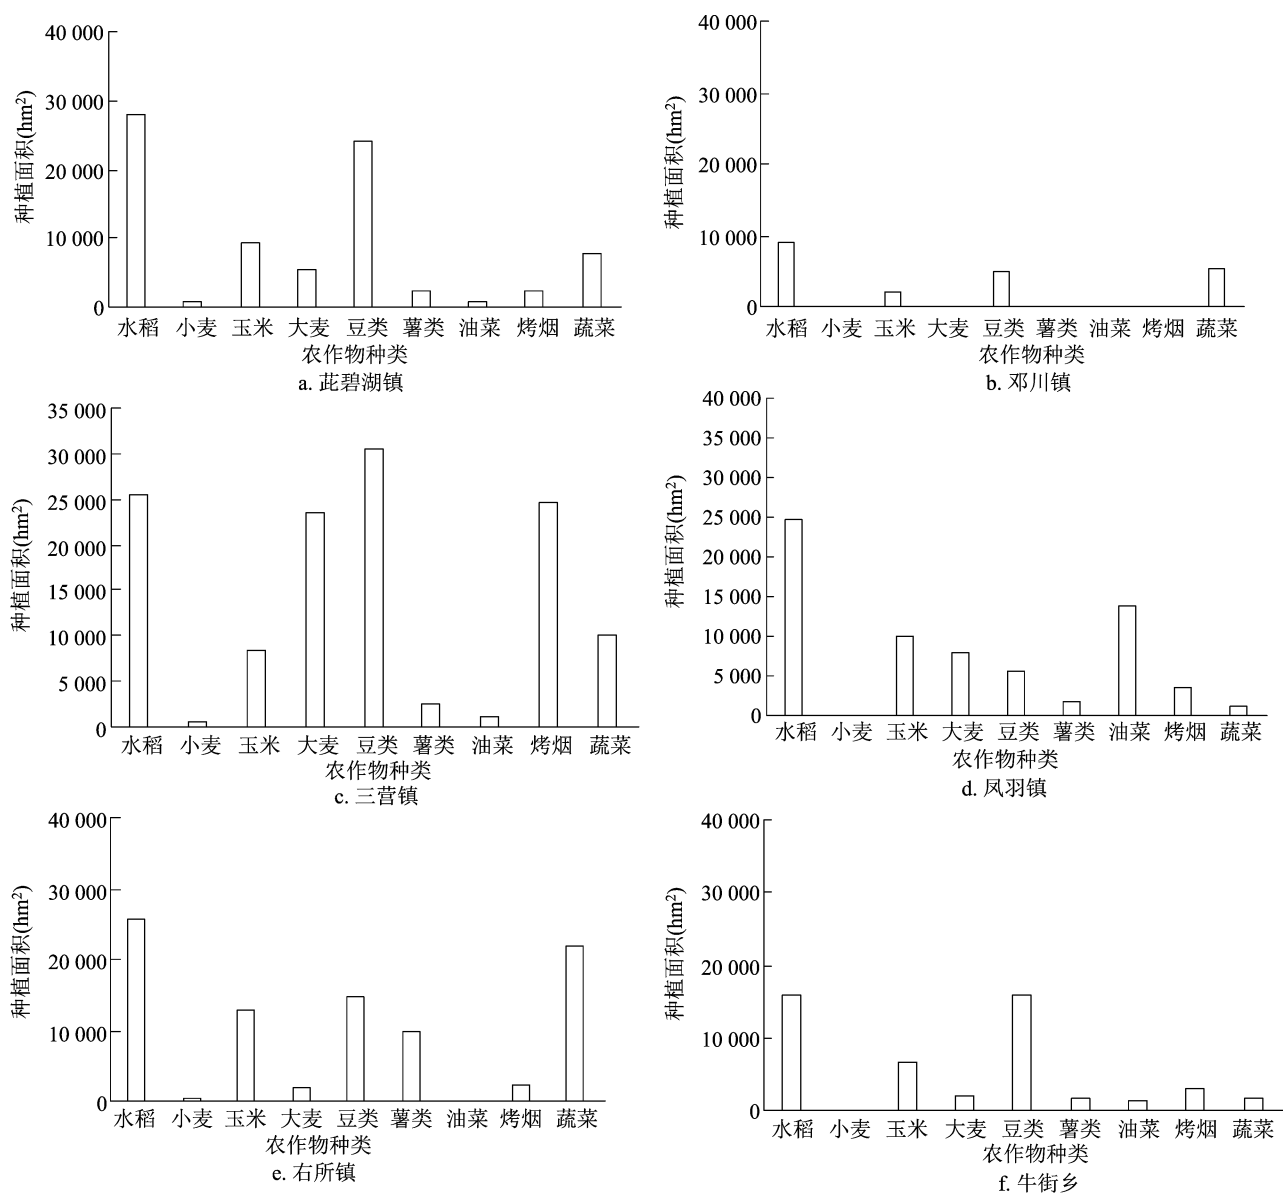 种植面积(hm²)
40 000
30 000
20 000
10 000
0
水稻 小麦 玉米 大麦 豆类 薯类 油菜 烤烟 蔬菜
农作物种类
a. 茈碧湖镇
种植面积(hm²)
40 000
30 000
20 000
10 000
0
水稻 小麦 玉米 大麦 豆类 薯类 油菜 烤烟 蔬菜
农作物种类
b. 邓川镇
种植面积(hm²)
35 000
30 000
25 000
20 000
15 000
10 000
5 000
0
水稻 小麦 玉米 大麦 豆类 薯类 油菜 烤烟 蔬菜
农作物种类
c. 三营镇
种植面积(hm²)
40 000
35 000
30 000
25 000
20 000
15 000
10 000
5 000
0
水稻 小麦 玉米 大麦 豆类 薯类 油菜 烤烟 蔬菜
农作物种类
d. 凤羽镇
种植面积(hm²)
40 000
30 000
20 000
10 000
0
水稻 小麦 玉米 大麦 豆类 薯类 油菜 烤烟 蔬菜
农作物种类
e. 右所镇
种植面积(hm²)
40 000
30 000
20 000
10 000
0
水稻 小麦 玉米 大麦 豆类 薯类 油菜 烤烟 蔬菜
农作物种类
f. 牛街乡